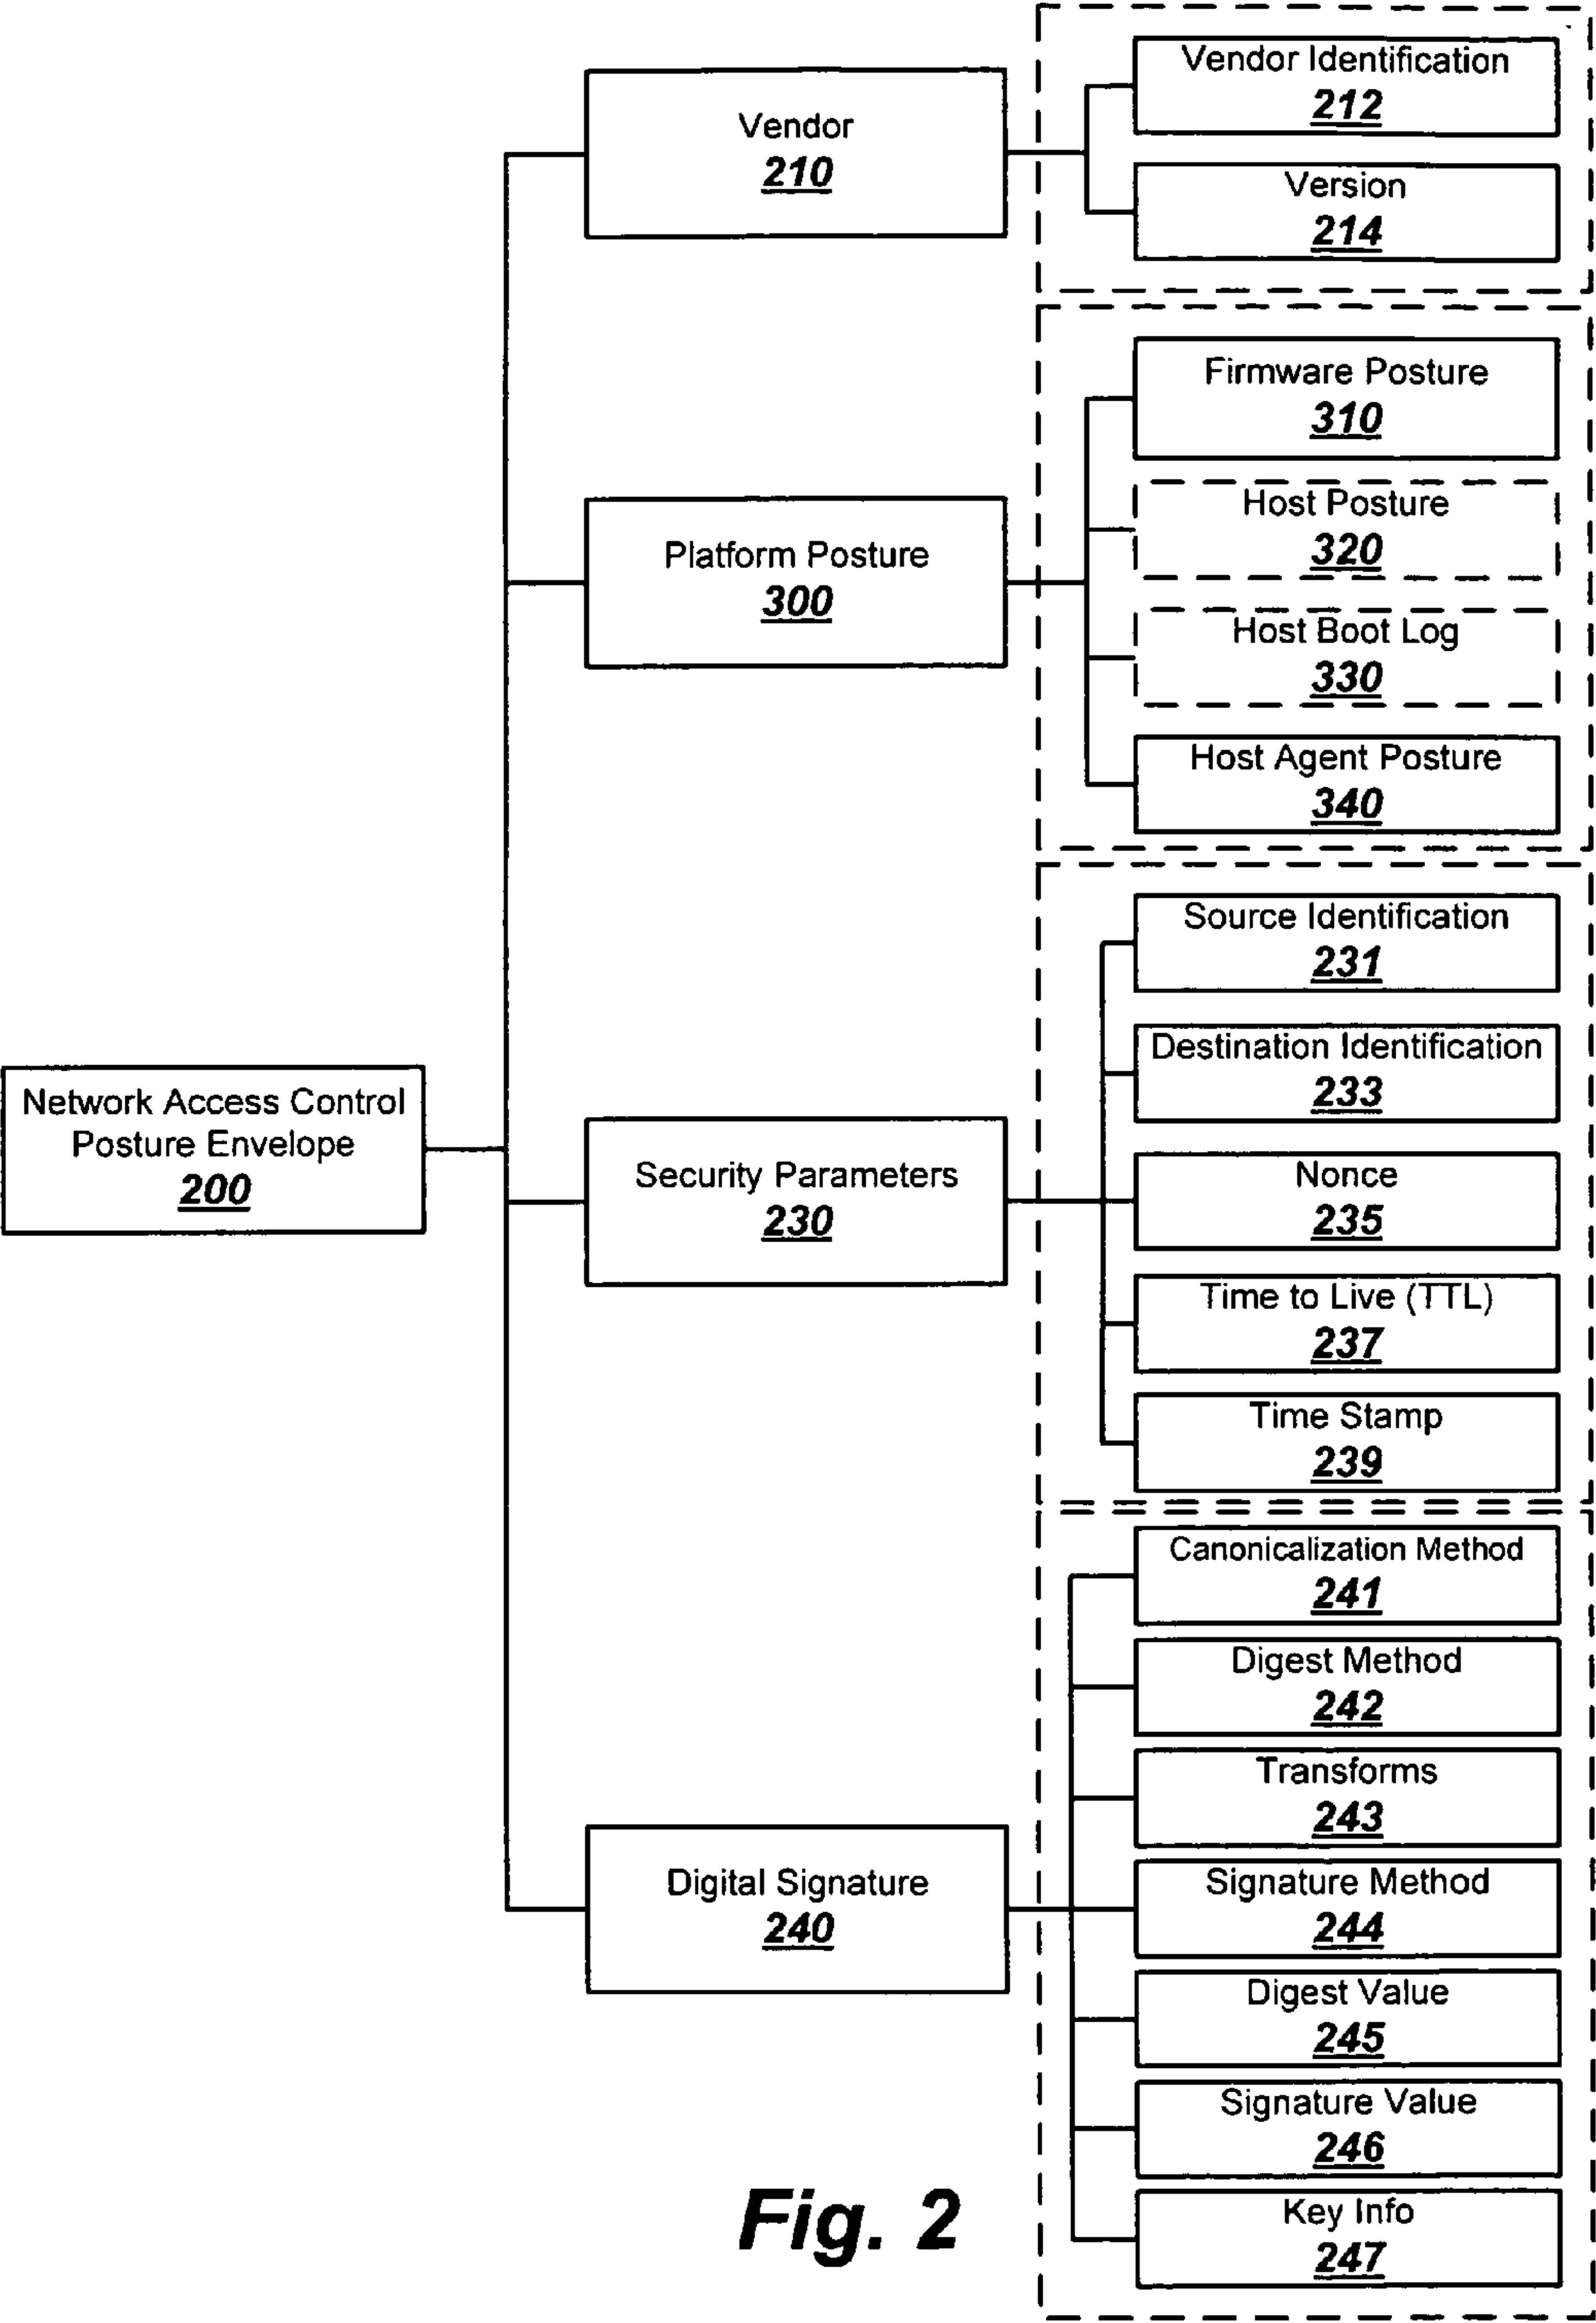 Vendor Identification
212
Vendor
210
Version
214
Firmware Posture
310
Host Posture
320
Platform Posture
300
Host Boot Log
330
Host Agent Posture
340
Source Identification
231
Destination Identification
233
Network Access Control
Posture Envelope
200
Security Parameters
230
Nonce
235
Time to Live (TTL)
237
Time Stamp
239
Canonicalization Method
241
Digest Method
242
Transforms
243
Digital Signature
240
Signature Method
244
Digest Value
245
Signature Value
246
Key Info
247
Fig. 2